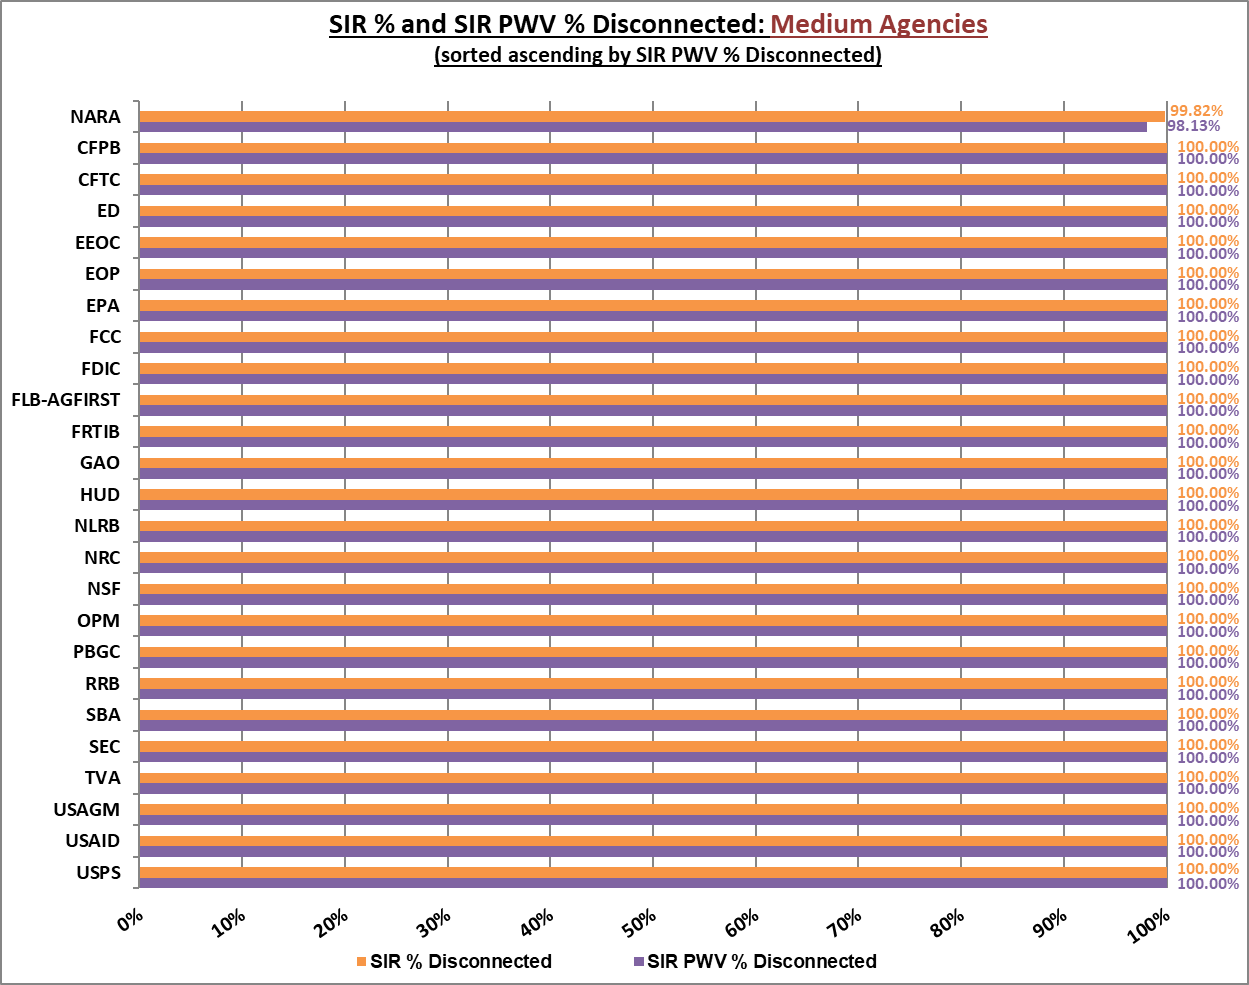 SIR % and SIR PWV % Disconnected: Medium Agencies
(sorted ascending by SIR PWV % Disconnected)
NARA 99.82%
98.13%
CFPB 100.00%
100.00%
CFTC 100.00%
100.00%
ED 100.00%
100.00%
EEOC 100.00%
100.00%
EOP 100.00%
100.00%
EPA 100.00%
100.00%
FCC 100.00%
100.00%
FDIC 100.00%
100.00%
FLB-AGFIRST 100.00%
100.00%
FRTIB 100.00%
100.00%
GAO 100.00%
100.00%
HUD 100.00%
100.00%
NLRB 100.00%
100.00%
NRC 100.00%
100.00%
NSF 100.00%
100.00%
OPM 100.00%
100.00%
PBGC 100.00%
100.00%
RRB 100.00%
100.00%
SBA 100.00%
100.00%
SEC 100.00%
100.00%
TVA 100.00%
100.00%
USAGM 100.00%
100.00%
USAID 100.00%
100.00%
USPS 100.00%
100.00%
0% 10% 20% 30% 40% 50% 60% 70% 80% 90% 100%
SIR % Disconnected SIR PWV % Disconnected